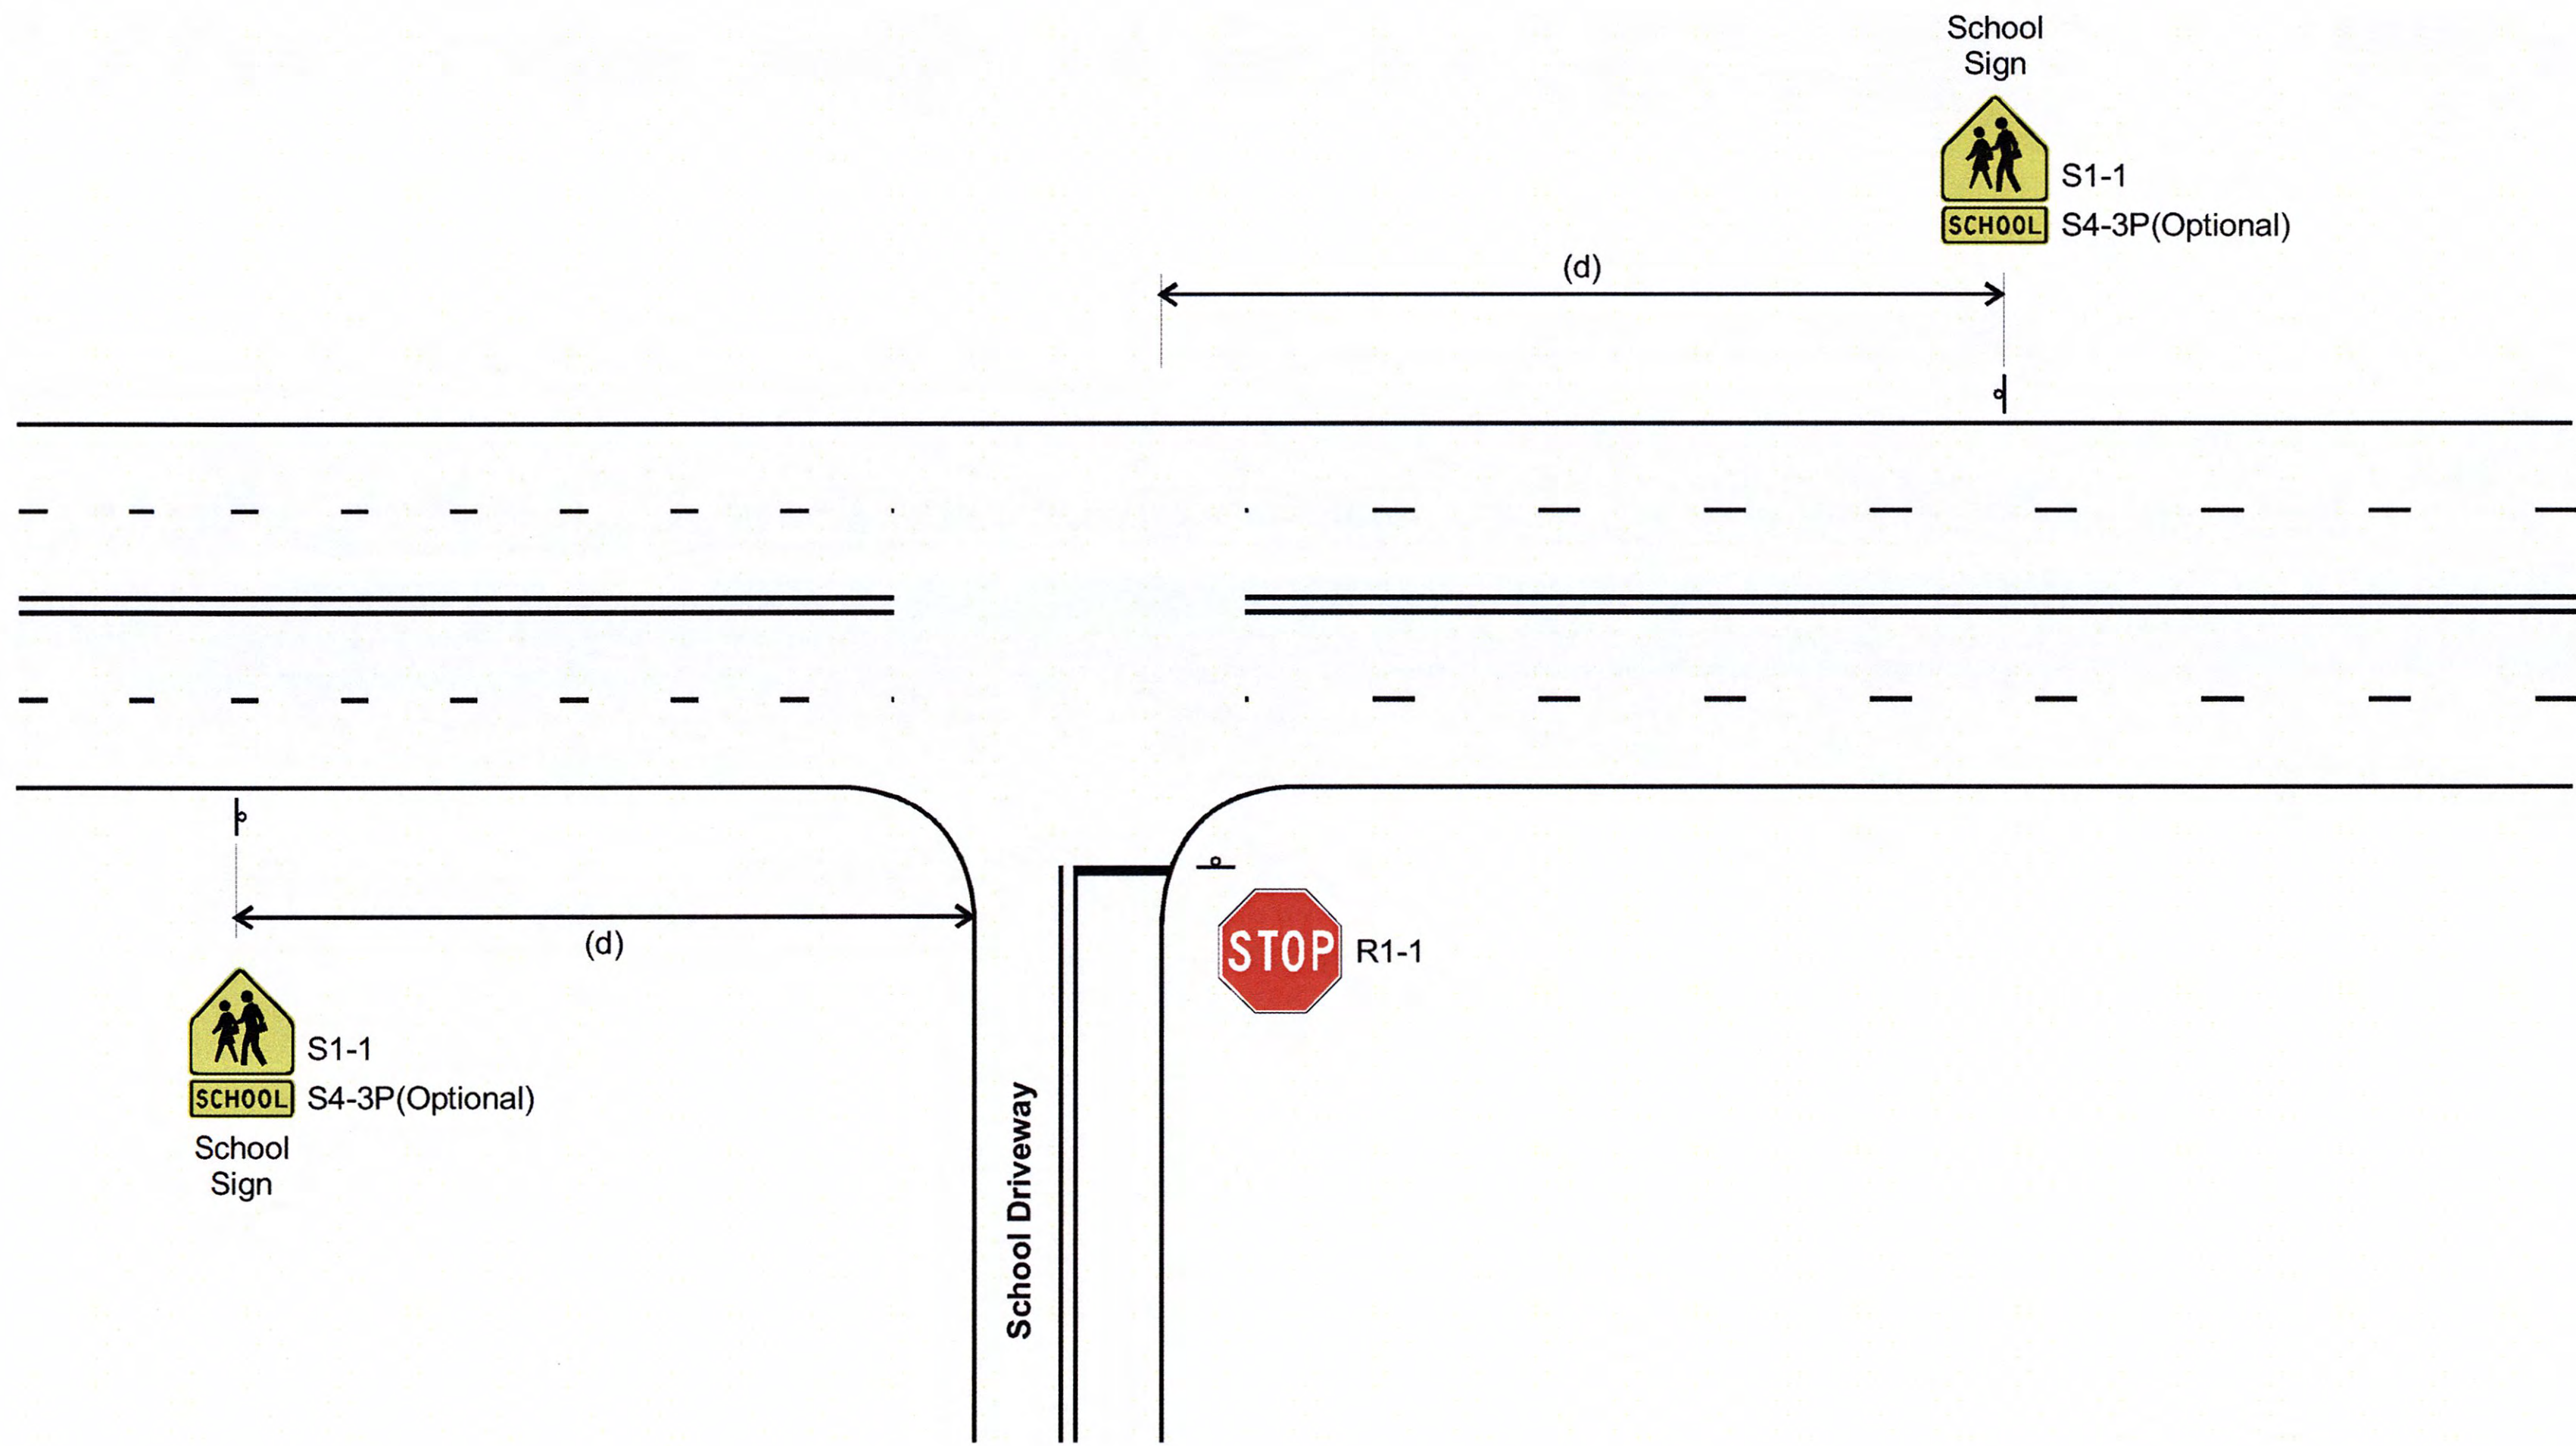 School
Sign
S1-1
SCHOOL S4-3P(Optional)
(d)
(d)
STOP R1-1
S1-1
SCHOOL S4-3P(Optional)
School
Sign
School Driveway